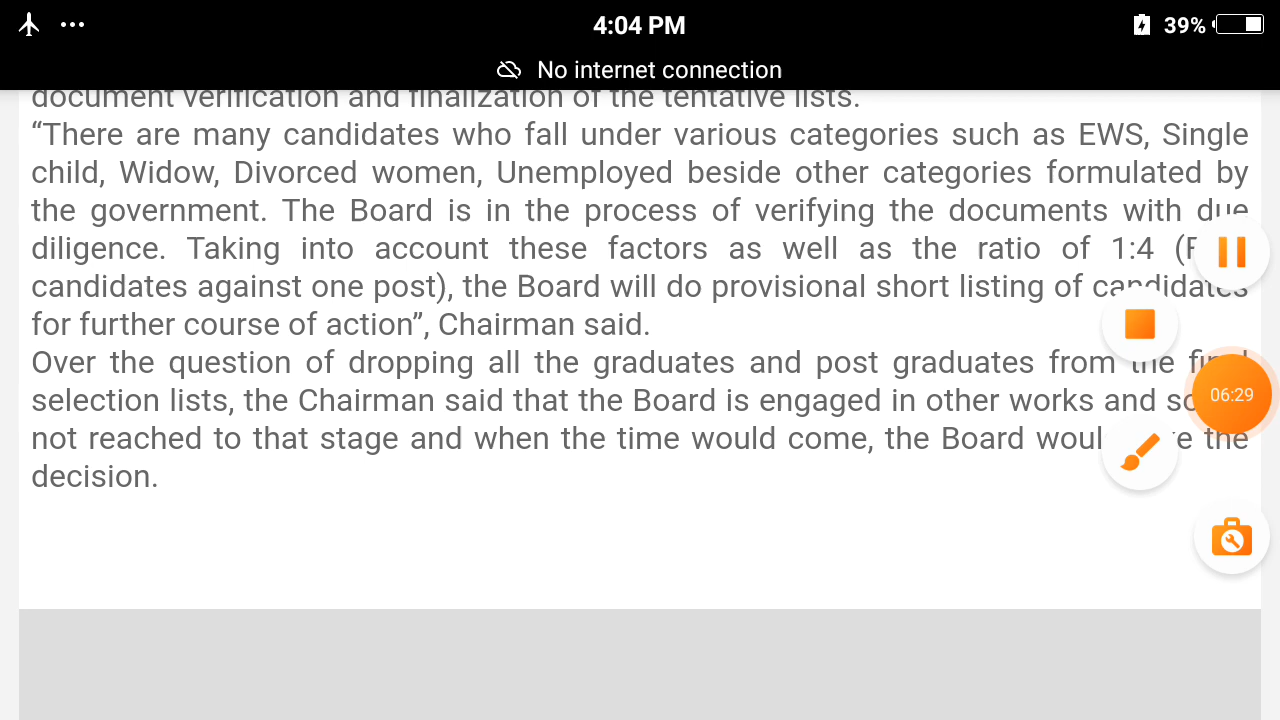 4:04 PM
39%
No internet connection
document verification and finalization of the tentative lists.
“There are many candidates who fall under various categories such as EWS, Single
child, Widow, Divorced women, Unemployed beside other categories formulated by
the government. The Board is in the process of verifying the documents with due
diligence. Taking into account these factors as well as the ratio of 1:4 (
candidates against one post), the Board will do provisional short listing of candidates
for further course of action”, Chairman said.
Over the question of dropping all the graduates and post graduates from the final
selection lists, the Chairman said that the Board is engaged in other works and
06:29
not reached to that stage and when the time would come, the Board would the
decision.